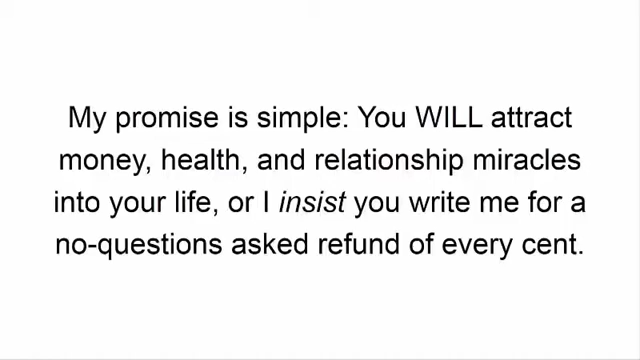 My promise is simple: You WILL attract
money, health, and relationship miracles
into your life, or I insist you write me for a
no-questions asked refund of every cent.